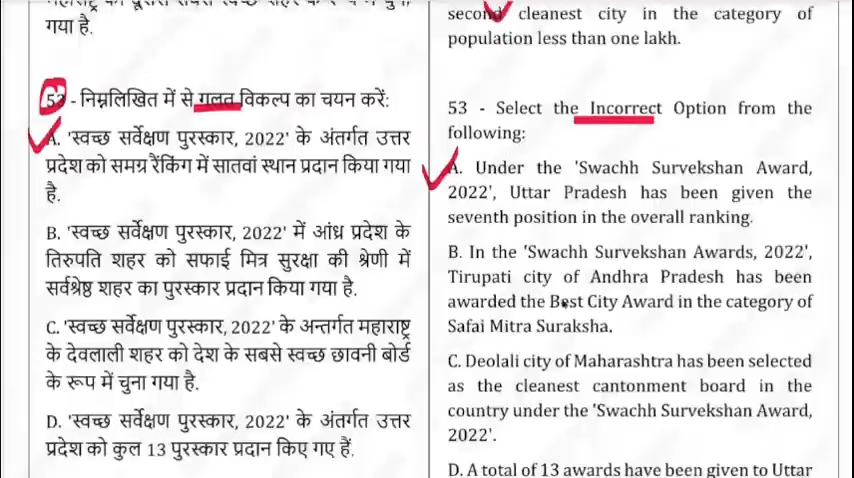 गया है.
53 - निम्नलिखित में से गलत विकल्प का चयन करें:
A. 'स्वच्छ सर्वेक्षण पुरस्कार, 2022' के अंतर्गत उत्तर
प्रदेश को समग्र रैंकिंग में सातवां स्थान प्रदान किया गया
है.
B. 'स्वच्छ सर्वेक्षण पुरस्कार, 2022' में आंध्र प्रदेश के
तिरुपति शहर को सफाई मित्र सुरक्षा की श्रेणी में
सर्वश्रेष्ठ शहर का पुरस्कार प्रदान किया गया है.
C. 'स्वच्छ सर्वेक्षण पुरस्कार, 2022' के अन्तर्गत महाराष्ट्र
के देवलाली शहर को देश के सबसे स्वच्छ छावनी बोर्ड
के रूप में चुना गया है.
D. 'स्वच्छ सर्वेक्षण पुरस्कार, 2022' के अंतर्गत उत्तर
प्रदेश को कुल 13 पुरस्कार प्रदान किए गए हैं.
second cleanest city in the category of
population less than one lakh.
53 - Select the Incorrect Option from the
following:
A. Under the 'Swachh Survekshan Award,
2022', Uttar Pradesh has been given the
seventh position in the overall ranking.
B. In the 'Swachh Survekshan Awards, 2022',
Tirupati city of Andhra Pradesh has been
awarded the Best City Award in the category of
Safai Mitra Suraksha.
C. Deolali city of Maharashtra has been selected
as the cleanest cantonment board in the
country under the 'Swachh Survekshan Award,
2022'.
D. A total of 13 awards have been given to Uttar